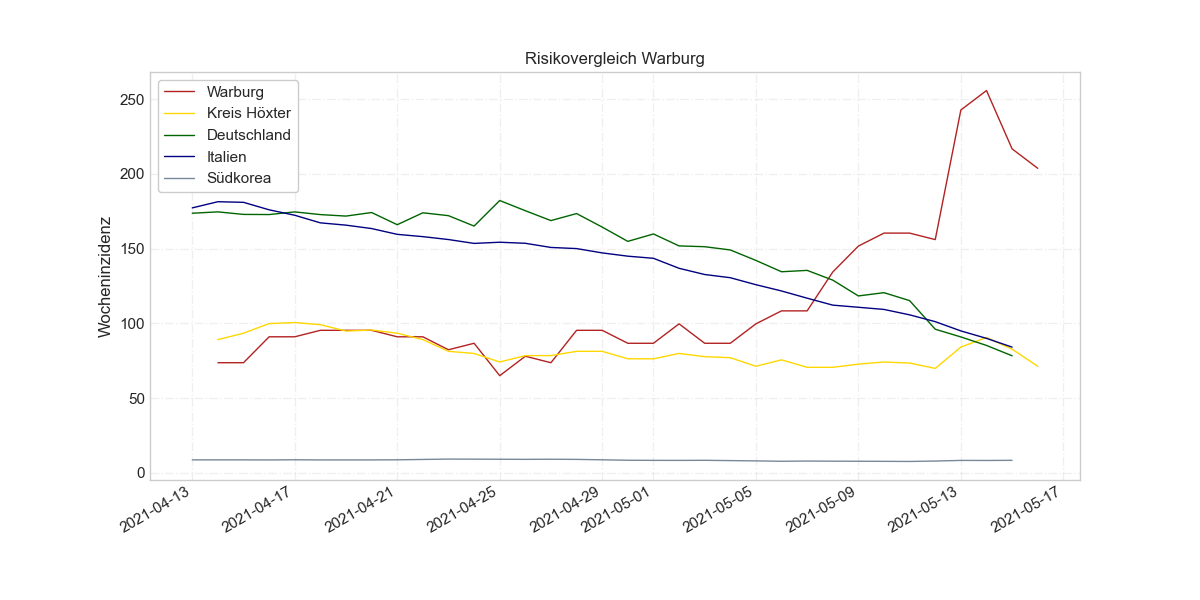 Risikovergleich Warburg
Warburg
Kreis Höxter
Deutschland
Italien
Südkorea
Wocheninzidenz
250
200
150
100
50
0
2021-04-13
2021-04-17
2021-04-21
2021-04-25
2021-04-29
2021-05-01
2021-05-05
2021-05-09
2021-05-13
2021-05-17